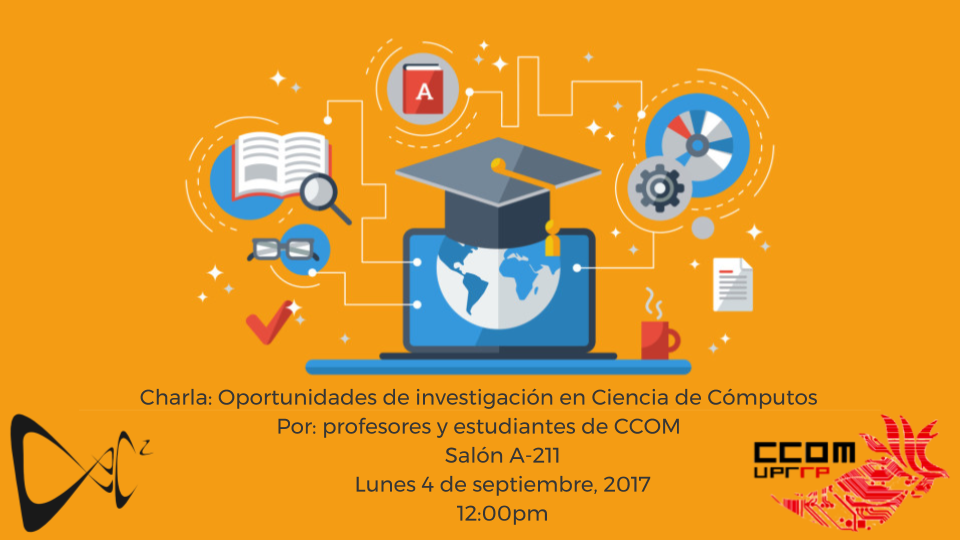 A
Charla: Oportunidades de investigación en Ciencia de Cómputos
Por: profesores y estudiantes de CCOM
Salón A-211
Lunes 4 de septiembre, 2017
12:00pm
CCOM
UPRRP